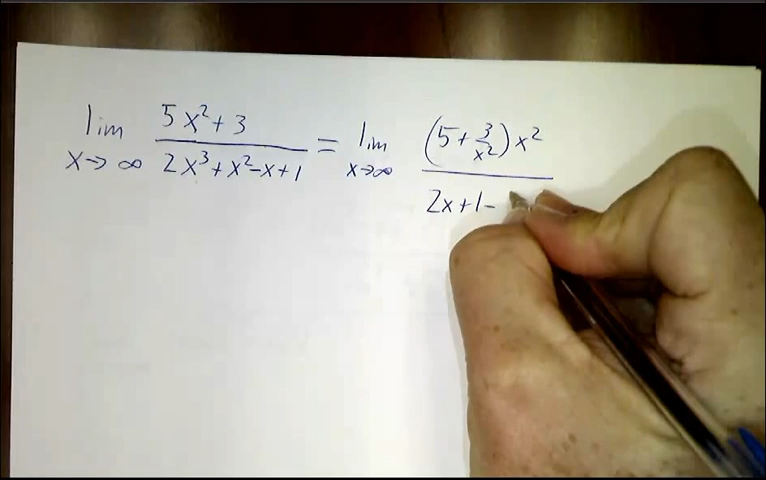 lim 5x²+3 / 2x³+x²-x+1 = lim (5+3/x²)x² / 2x+1-
x→∞ x→∞